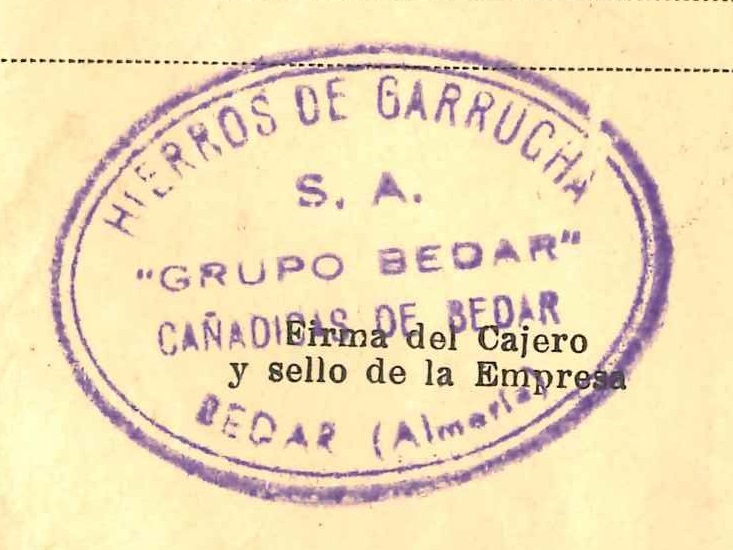 HIERROS DE GARRUCHA
S. A.
"GRUPO BEDAR"
CAÑADICAS DE BEDAR
Firma del Cajero
y sello de la Empresa
BEDAR (Almería)